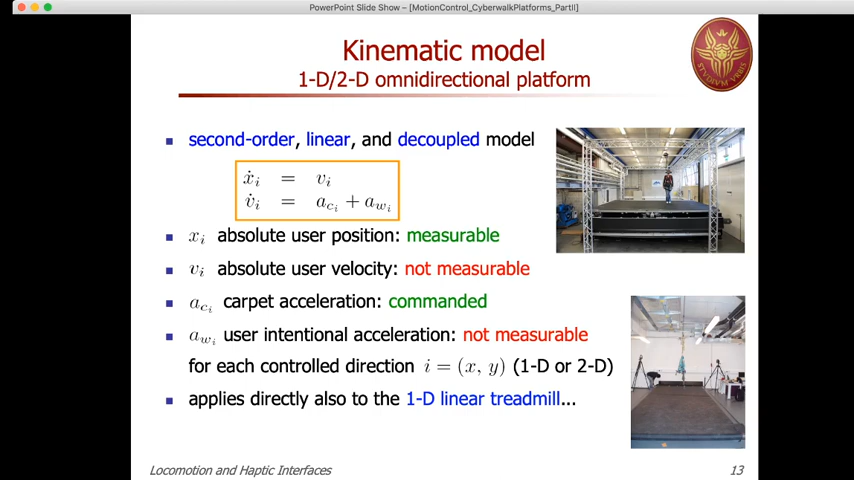 PowerPoint Slide Show – [MotionControl_CyberwalkPlatforms_PartII]
Kinematic model
1-D/2-D omnidirectional platform
STVDIVM VRBIS
second-order, linear, and decoupled model
ẋᵢ = vᵢ
v̇ᵢ = a_cᵢ + a_wᵢ
xᵢ absolute user position: measurable
vᵢ absolute user velocity: not measurable
a_cᵢ carpet acceleration: commanded
a_wᵢ user intentional acceleration: not measurable
for each controlled direction i = (x, y) (1-D or 2-D)
applies directly also to the 1-D linear treadmill...
Locomotion and Haptic Interfaces
13